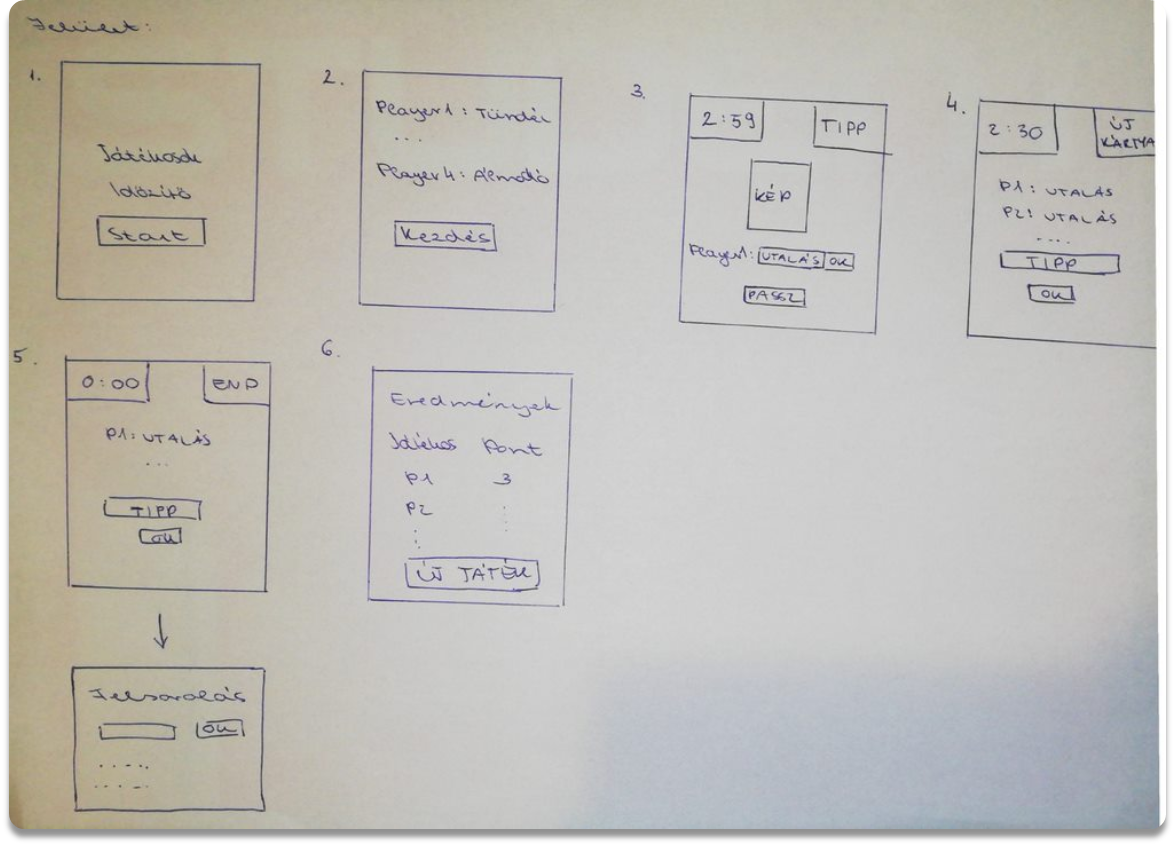 Felület:
1.
Játékosok
Időzítő
Start
2.
Player1 : Tündér
....
Player4 : Álmodó
Kezdés
3.
2:59 TIPP
KÉP
Player1: UTALÁS OK
PASSZ
4.
2:30 ÚJ KÁRTYA
P1: UTALÁS
P2: UTALÁS
....
TIPP
OK
5.
0:00 END
P1: UTALÁS
...
TIPP
OK
Felsorolás
OK
.....
.....
6.
Eredmények
Játékos Pont
P1 3
P2
ÚJ JÁTÉK